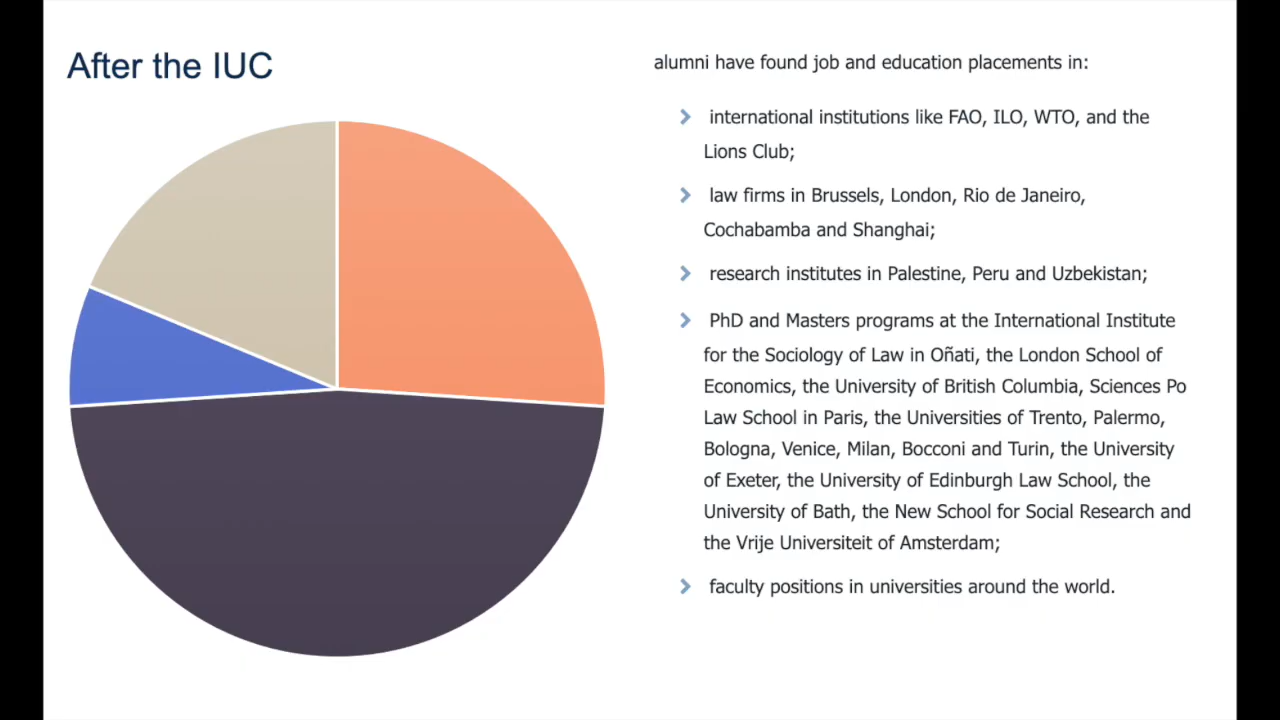 After the IUC
alumni have found job and education placements in:
international institutions like FAO, ILO, WTO, and the
Lions Club;
law firms in Brussels, London, Rio de Janeiro,
Cochabamba and Shanghai;
research institutes in Palestine, Peru and Uzbekistan;
PhD and Masters programs at the International Institute
for the Sociology of Law in Oñati, the London School of
Economics, the University of British Columbia, Sciences Po
Law School in Paris, the Universities of Trento, Palermo,
Bologna, Venice, Milan, Bocconi and Turin, the University
of Exeter, the University of Edinburgh Law School, the
University of Bath, the New School for Social Research and
the Vrije Universiteit of Amsterdam;
faculty positions in universities around the world.